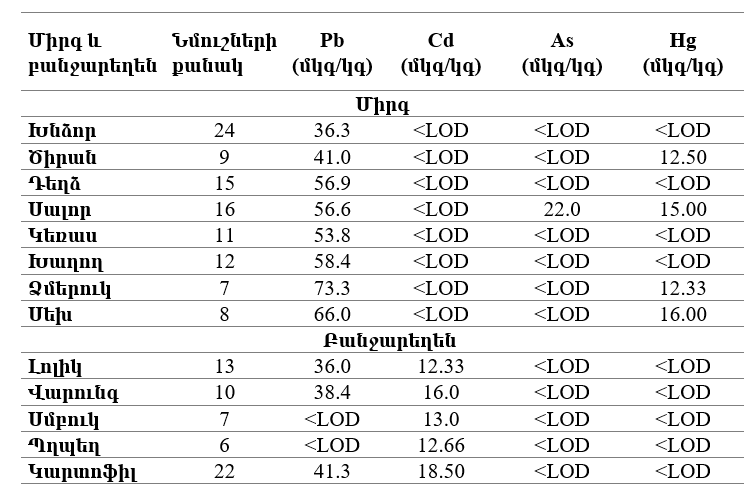 Միրգ և Նմուշների Pb Cd As Hg
բանջարեղեն քանակ (մկգ/կգ) (մկգ/կգ) (մկգ/կգ) (մկգ/կգ)
Միրգ
Խնձոր 24 36.3 <LOD <LOD <LOD
Ծիրան 9 41.0 <LOD <LOD 12.50
Դեղձ 15 56.9 <LOD <LOD <LOD
Սալոր 16 56.6 <LOD 22.0 15.00
Կեռաս 11 53.8 <LOD <LOD <LOD
Խաղող 12 58.4 <LOD <LOD <LOD
Ձմերուկ 7 73.3 <LOD <LOD 12.33
Սեխ 8 66.0 <LOD <LOD 16.00
Բանջարեղեն
Լոլիկ 13 36.0 12.33 <LOD <LOD
Վարունգ 10 38.4 16.0 <LOD <LOD
Սմբուկ 7 <LOD 13.0 <LOD <LOD
Պղպեղ 6 <LOD 12.66 <LOD <LOD
Կարտոֆիլ 22 41.3 18.50 <LOD <LOD